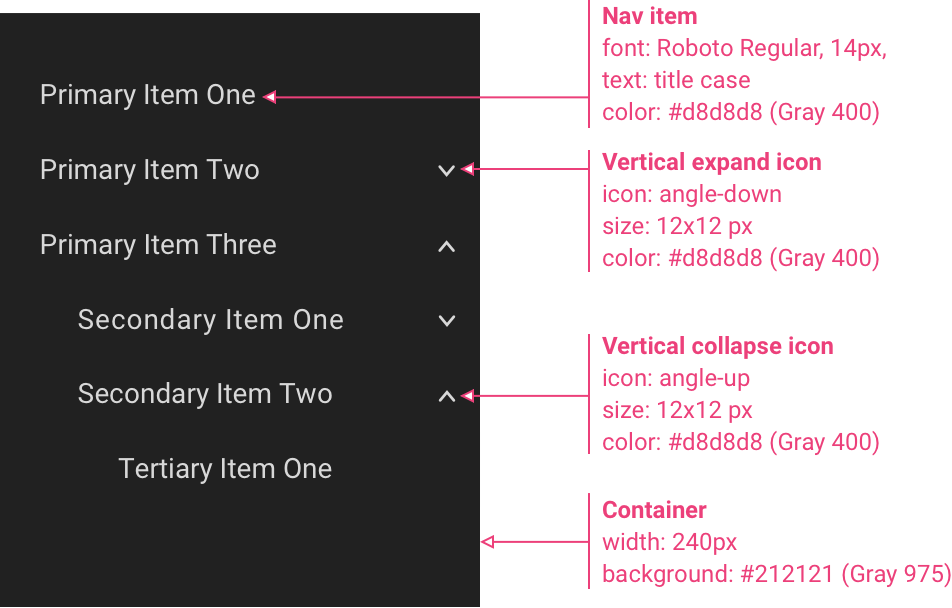 Primary Item One
Primary Item Two
Primary Item Three
Secondary Item One
Secondary Item Two
Tertiary Item One
Nav item
font: Roboto Regular, 14px,
text: title case
color: #d8d8d8 (Gray 400)
Vertical expand icon
icon: angle-down
size: 12x12 px
color: #d8d8d8 (Gray 400)
Vertical collapse icon
icon: angle-up
size: 12x12 px
color: #d8d8d8 (Gray 400)
Container
width: 240px
background: #212121 (Gray 975)